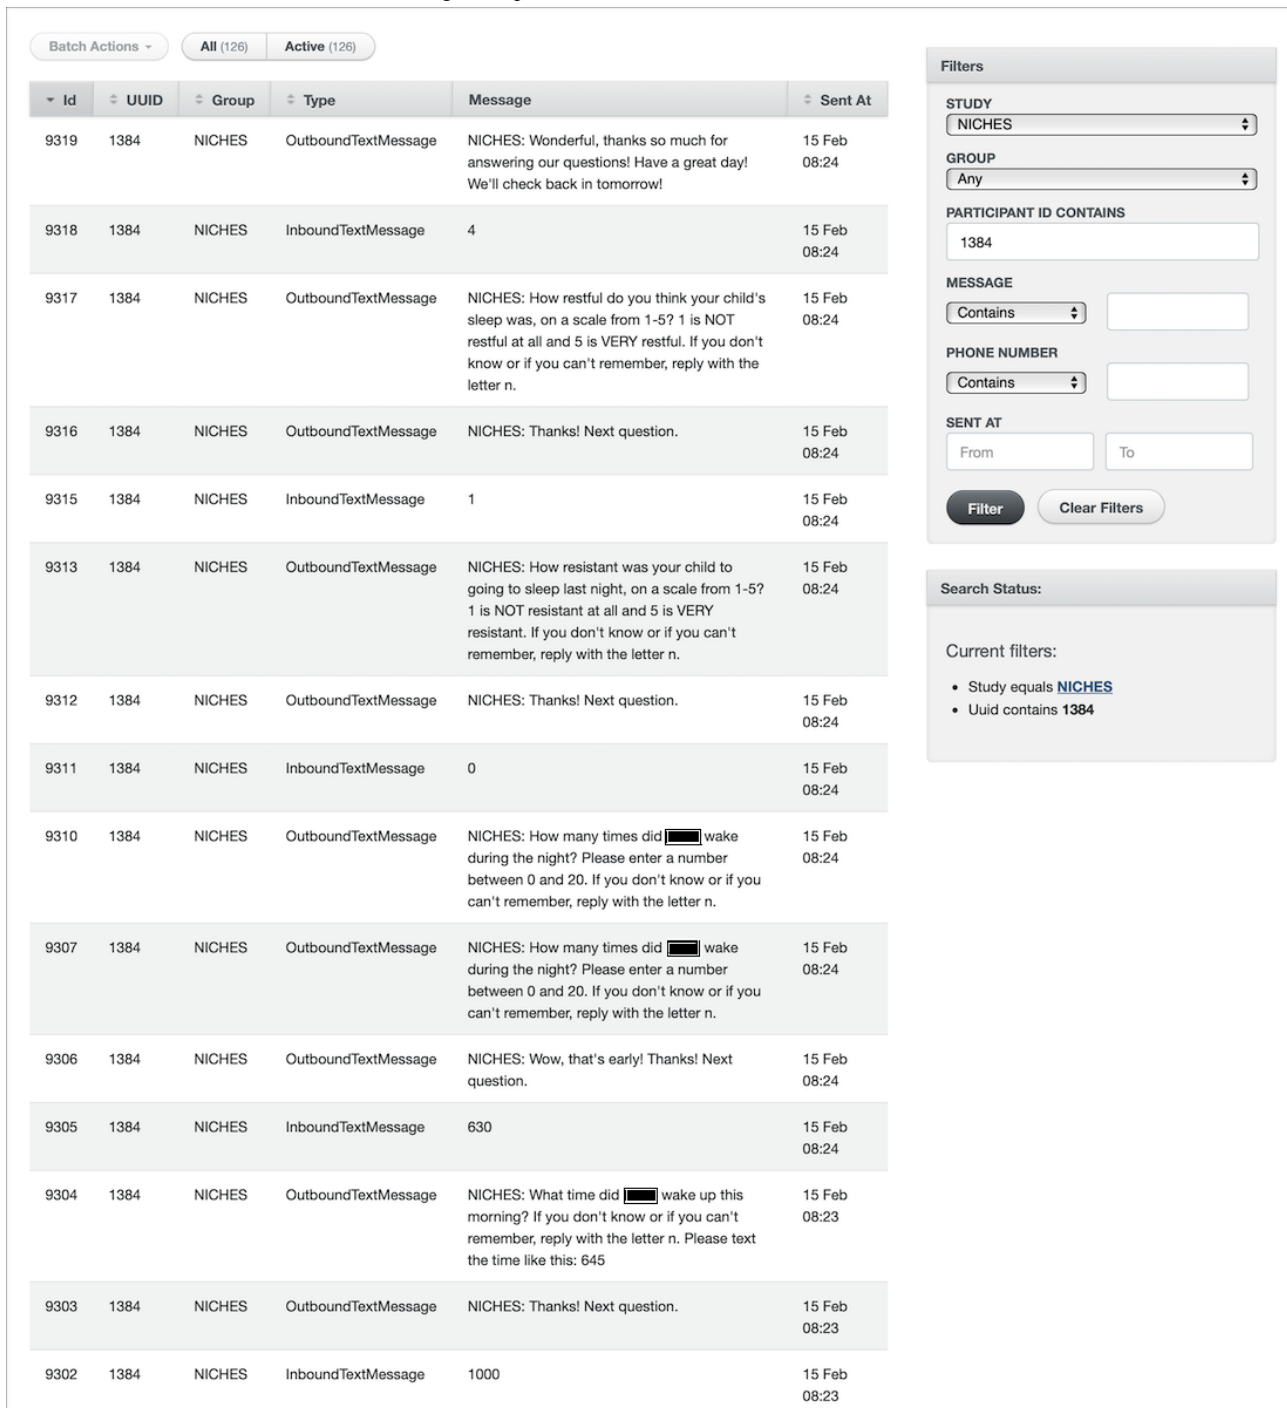 Batch Actions
All (126)
Active (126)
Id UUID Group Type Message Sent At
9319 1384 NICHES OutboundTextMessage NICHES: Wonderful, thanks so much for 15 Feb
answering our questions! Have a great day! 08:24
We'll check back in tomorrow!
9318 1384 NICHES InboundTextMessage 4 15 Feb
08:24
9317 1384 NICHES OutboundTextMessage NICHES: How restful do you think your child's 15 Feb
sleep was, on a scale from 1-5? 1 is NOT 08:24
restful at all and 5 is VERY restful. If you don't
know or if you can't remember, reply with the
letter n.
9316 1384 NICHES OutboundTextMessage NICHES: Thanks! Next question. 15 Feb
08:24
9315 1384 NICHES InboundTextMessage 1 15 Feb
08:24
9313 1384 NICHES OutboundTextMessage NICHES: How resistant was your child to 15 Feb
going to sleep last night, on a scale from 1-5? 08:24
1 is NOT resistant at all and 5 is VERY
resistant. If you don't know or if you can't
remember, reply with the letter n.
9312 1384 NICHES OutboundTextMessage NICHES: Thanks! Next question. 15 Feb
08:24
9311 1384 NICHES InboundTextMessage 0 15 Feb
08:24
9310 1384 NICHES OutboundTextMessage NICHES: How many times did wake 15 Feb
during the night? Please enter a number 08:24
between 0 and 20. If you don't know or if you
can't remember, reply with the letter n.
9307 1384 NICHES OutboundTextMessage NICHES: How many times did wake 15 Feb
during the night? Please enter a number 08:24
between 0 and 20. If you don't know or if you
can't remember, reply with the letter n.
9306 1384 NICHES OutboundTextMessage NICHES: Wow, that's early! Thanks! Next 15 Feb
question. 08:24
9305 1384 NICHES InboundTextMessage 630 15 Feb
08:24
9304 1384 NICHES OutboundTextMessage NICHES: What time did wake up this 15 Feb
morning? If you don't know or if you can't 08:23
remember, reply with the letter n. Please text
the time like this: 645
9303 1384 NICHES OutboundTextMessage NICHES: Thanks! Next question. 15 Feb
08:23
9302 1384 NICHES InboundTextMessage 1000 15 Feb
08:23
Filters
STUDY
NICHES
GROUP
Any
PARTICIPANT ID CONTAINS
1384
MESSAGE
Contains
PHONE NUMBER
Contains
SENT AT
From To
Filter Clear Filters
Search Status:
Current filters:
• Study equals NICHES
• Uuid contains 1384